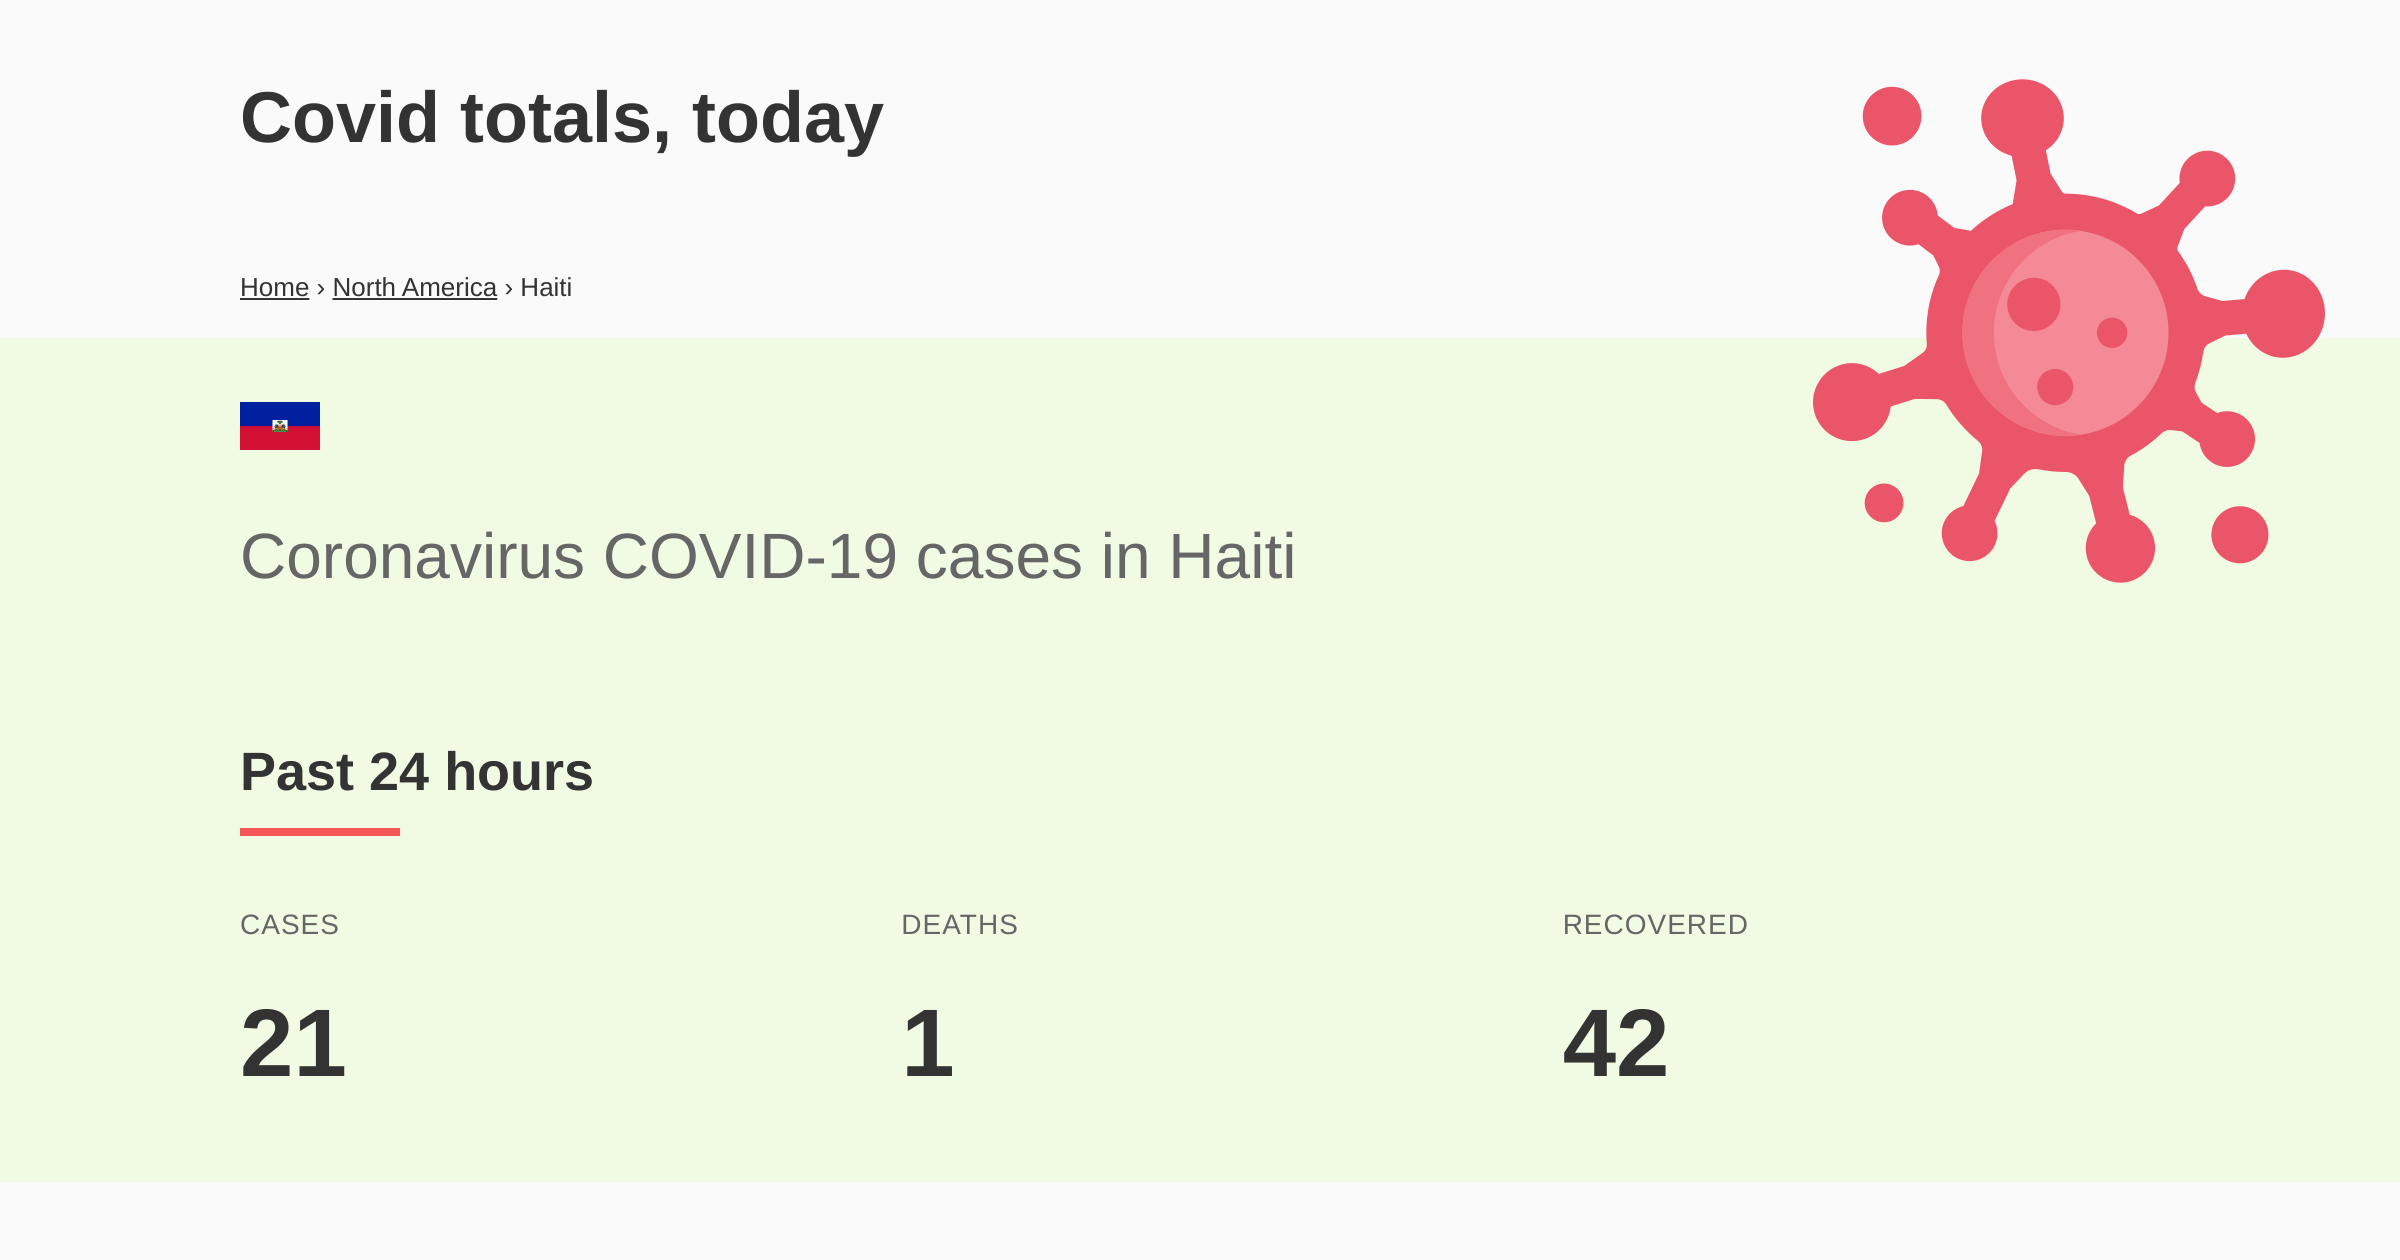 Covid totals, today
Home › North America › Haiti
Coronavirus COVID-19 cases in Haiti
Past 24 hours
CASES DEATHS RECOVERED
21 1 42